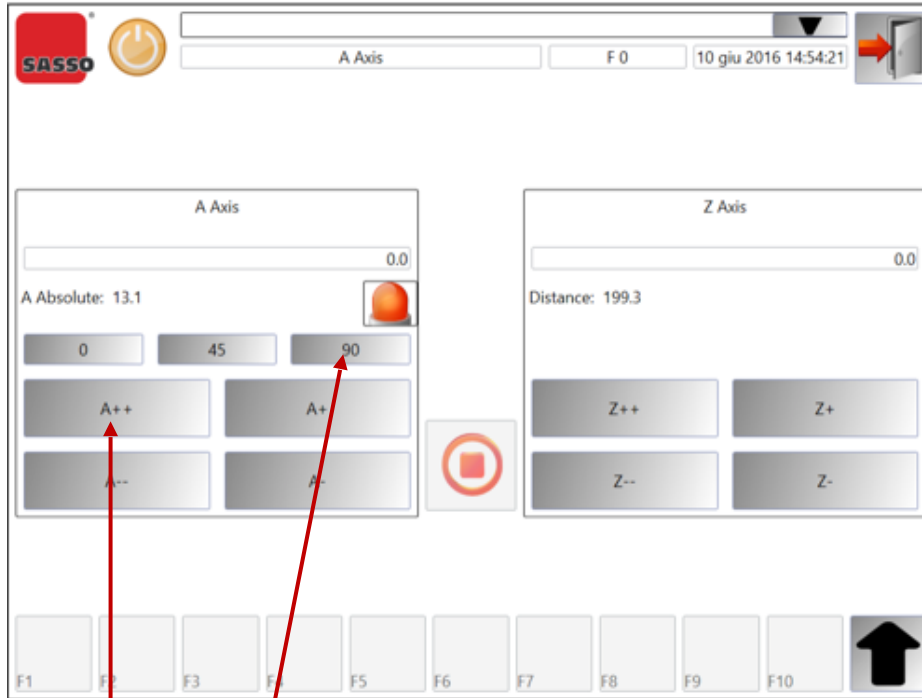 SASSO
A Axis
F 0
10 giu 2016 14:54:21
A Axis
0.0
A Absolute: 13.1
0
45
90
A++
A+
A--
A-
Z Axis
0.0
Distance: 199.3
Z++
Z+
Z--
Z-
F1
F2
F3
F4
F5
F6
F7
F8
F9
F10